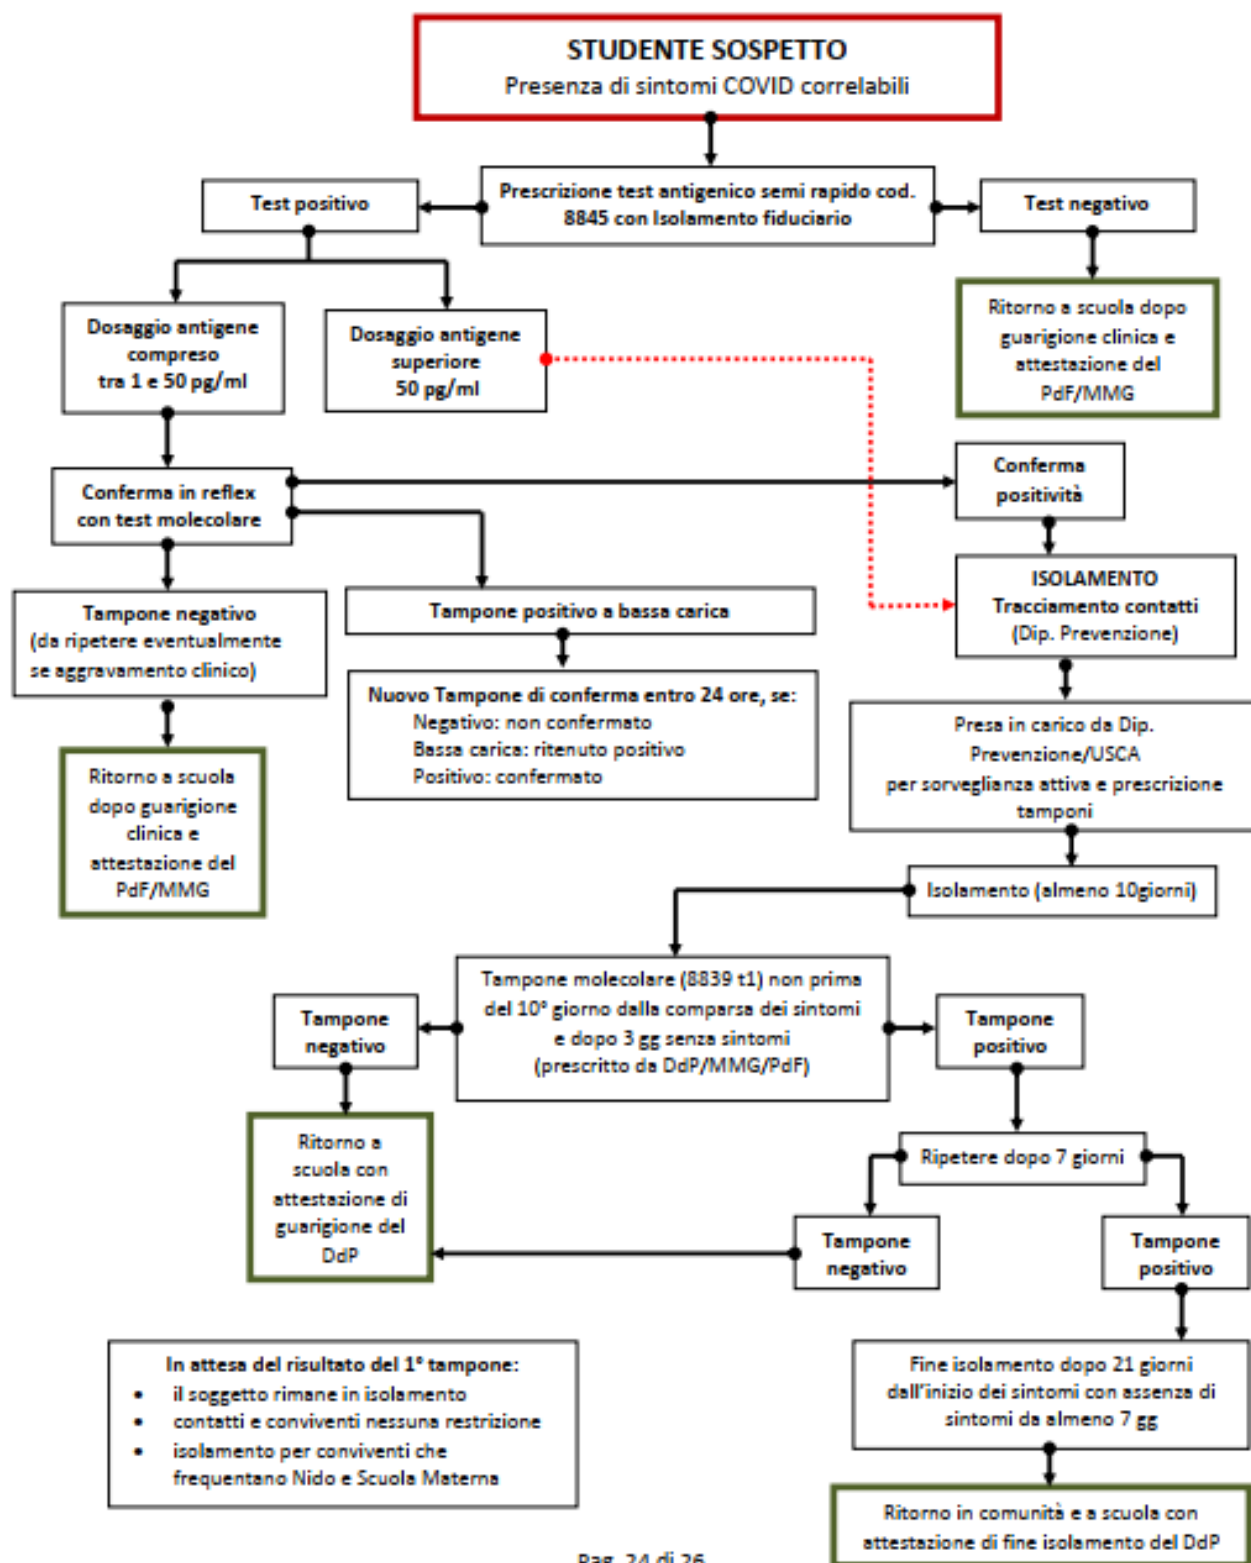 STUDENTE SOSPETTO
Presenza di sintomi COVID correlabili
Test positivo
Prescrizione test antigenico semi rapido cod.
8845 con Isolamento fiduciario
Test negativo
Dosaggio antigene
compreso
tra 1 e 50 pg/ml
Dosaggio antigene
superiore
50 pg/ml
Ritorno a scuola dopo
guarigione clinica e
attestazione del
PdF/MMG
Conferma in reflex
con test molecolare
Conferma
positività
Tampone negativo
(da ripetere eventualmente
se aggravamento clinico)
Tampone positivo a bassa carica
ISOLAMENTO
Tracciamento contatti
(Dip. Prevenzione)
Nuovo Tampone di conferma entro 24 ore, se:
Negativo: non confermato
Bassa carica: ritenuto positivo
Positivo: confermato
Presa in carico da Dip.
Prevenzione/USCA
per sorveglianza attiva e prescrizione
tamponi
Ritorno a scuola
dopo guarigione
clinica e
attestazione del
PdF/MMG
Isolamento (almeno 10giorni)
Tampone molecolare (8839 t1) non prima
del 10° giorno dalla comparsa dei sintomi
e dopo 3 gg senza sintomi
(prescritto da DdP/MMG/PdF)
Tampone
negativo
Tampone
positivo
Ritorno a
scuola con
attestazione di
guarigione del
DdP
Ripetere dopo 7 giorni
Tampone
negativo
Tampone
positivo
In attesa del risultato del 1° tampone:
• il soggetto rimane in isolamento
• contatti e conviventi nessuna restrizione
• isolamento per conviventi che
frequentano Nido e Scuola Materna
Fine isolamento dopo 21 giorni
dall'inizio dei sintomi con assenza di
sintomi da almeno 7 gg
Ritorno in comunità e a scuola con
attestazione di fine isolamento del DdP
Pag. 24 di 26